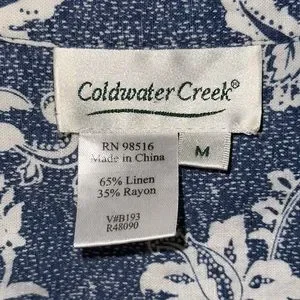 Coldwater Creek®
RN 98516
Made in China
M
65% Linen
35% Rayon
V#B193
R48090